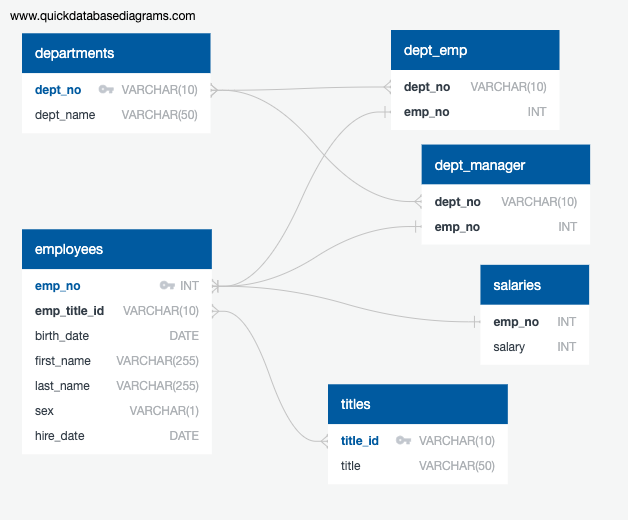 www.quickdatabasediagrams.com
departments
dept_no VARCHAR(10)
dept_name VARCHAR(50)
dept_emp
dept_no VARCHAR(10)
emp_no INT
dept_manager
dept_no VARCHAR(10)
emp_no INT
employees
emp_no INT
emp_title_id VARCHAR(10)
birth_date DATE
first_name VARCHAR(255)
last_name VARCHAR(255)
sex VARCHAR(1)
hire_date DATE
salaries
emp_no INT
salary INT
titles
title_id VARCHAR(10)
title VARCHAR(50)